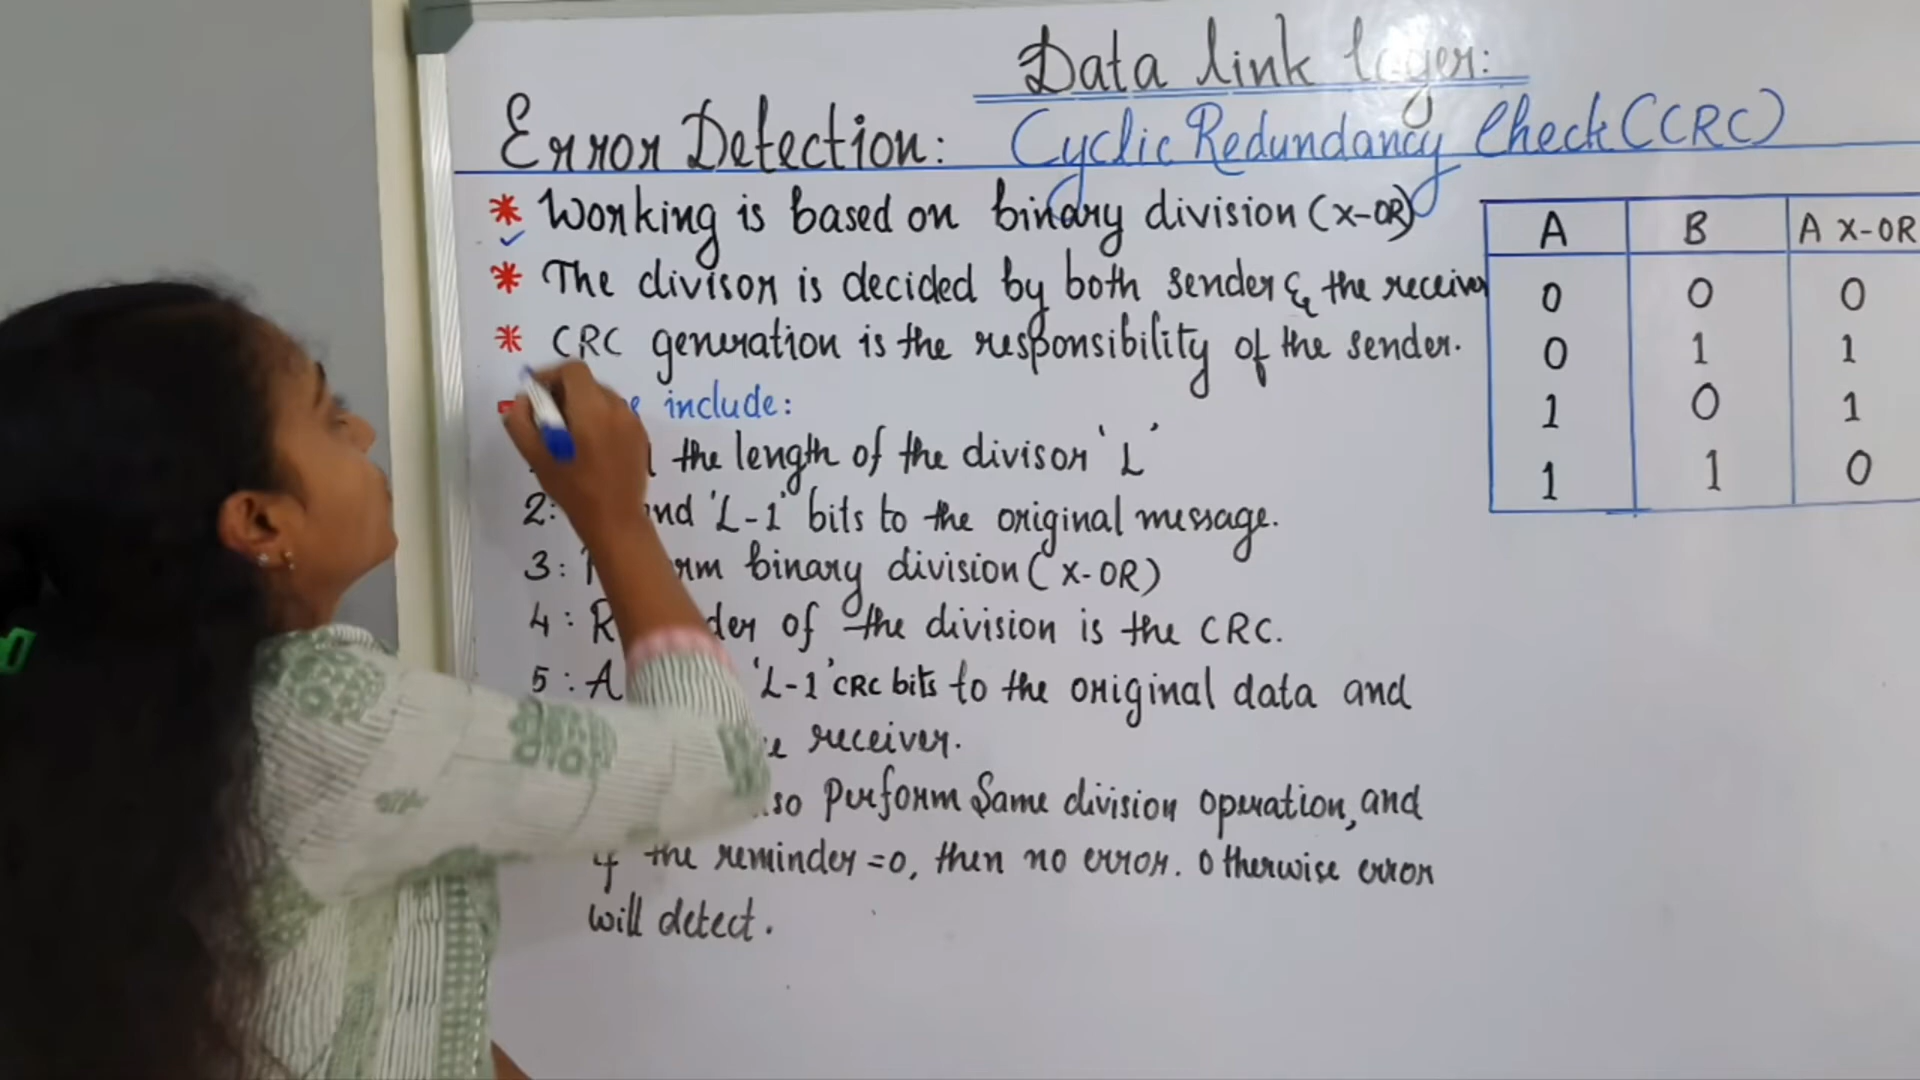 Data link layer:
Error Detection: Cyclic Redundancy Check (CRC)
* Working is based on binary division (X-OR)
* The divisor is decided by both sender & the receiver
* CRC generation is the responsibility of the sender.
include:
the length of the divisor 'L'
2: 'L-1' bits to the original message.
3: binary division (X-OR)
4: of the division is the CRC.
5: 'L-1' CRC bits to the original data and
receiver.
Perform Same division operation, and
if the reminder =0, then no error. Otherwise error
will detect.
A B A X-OR
0 0 0
0 1 1
1 0 1
1 1 0